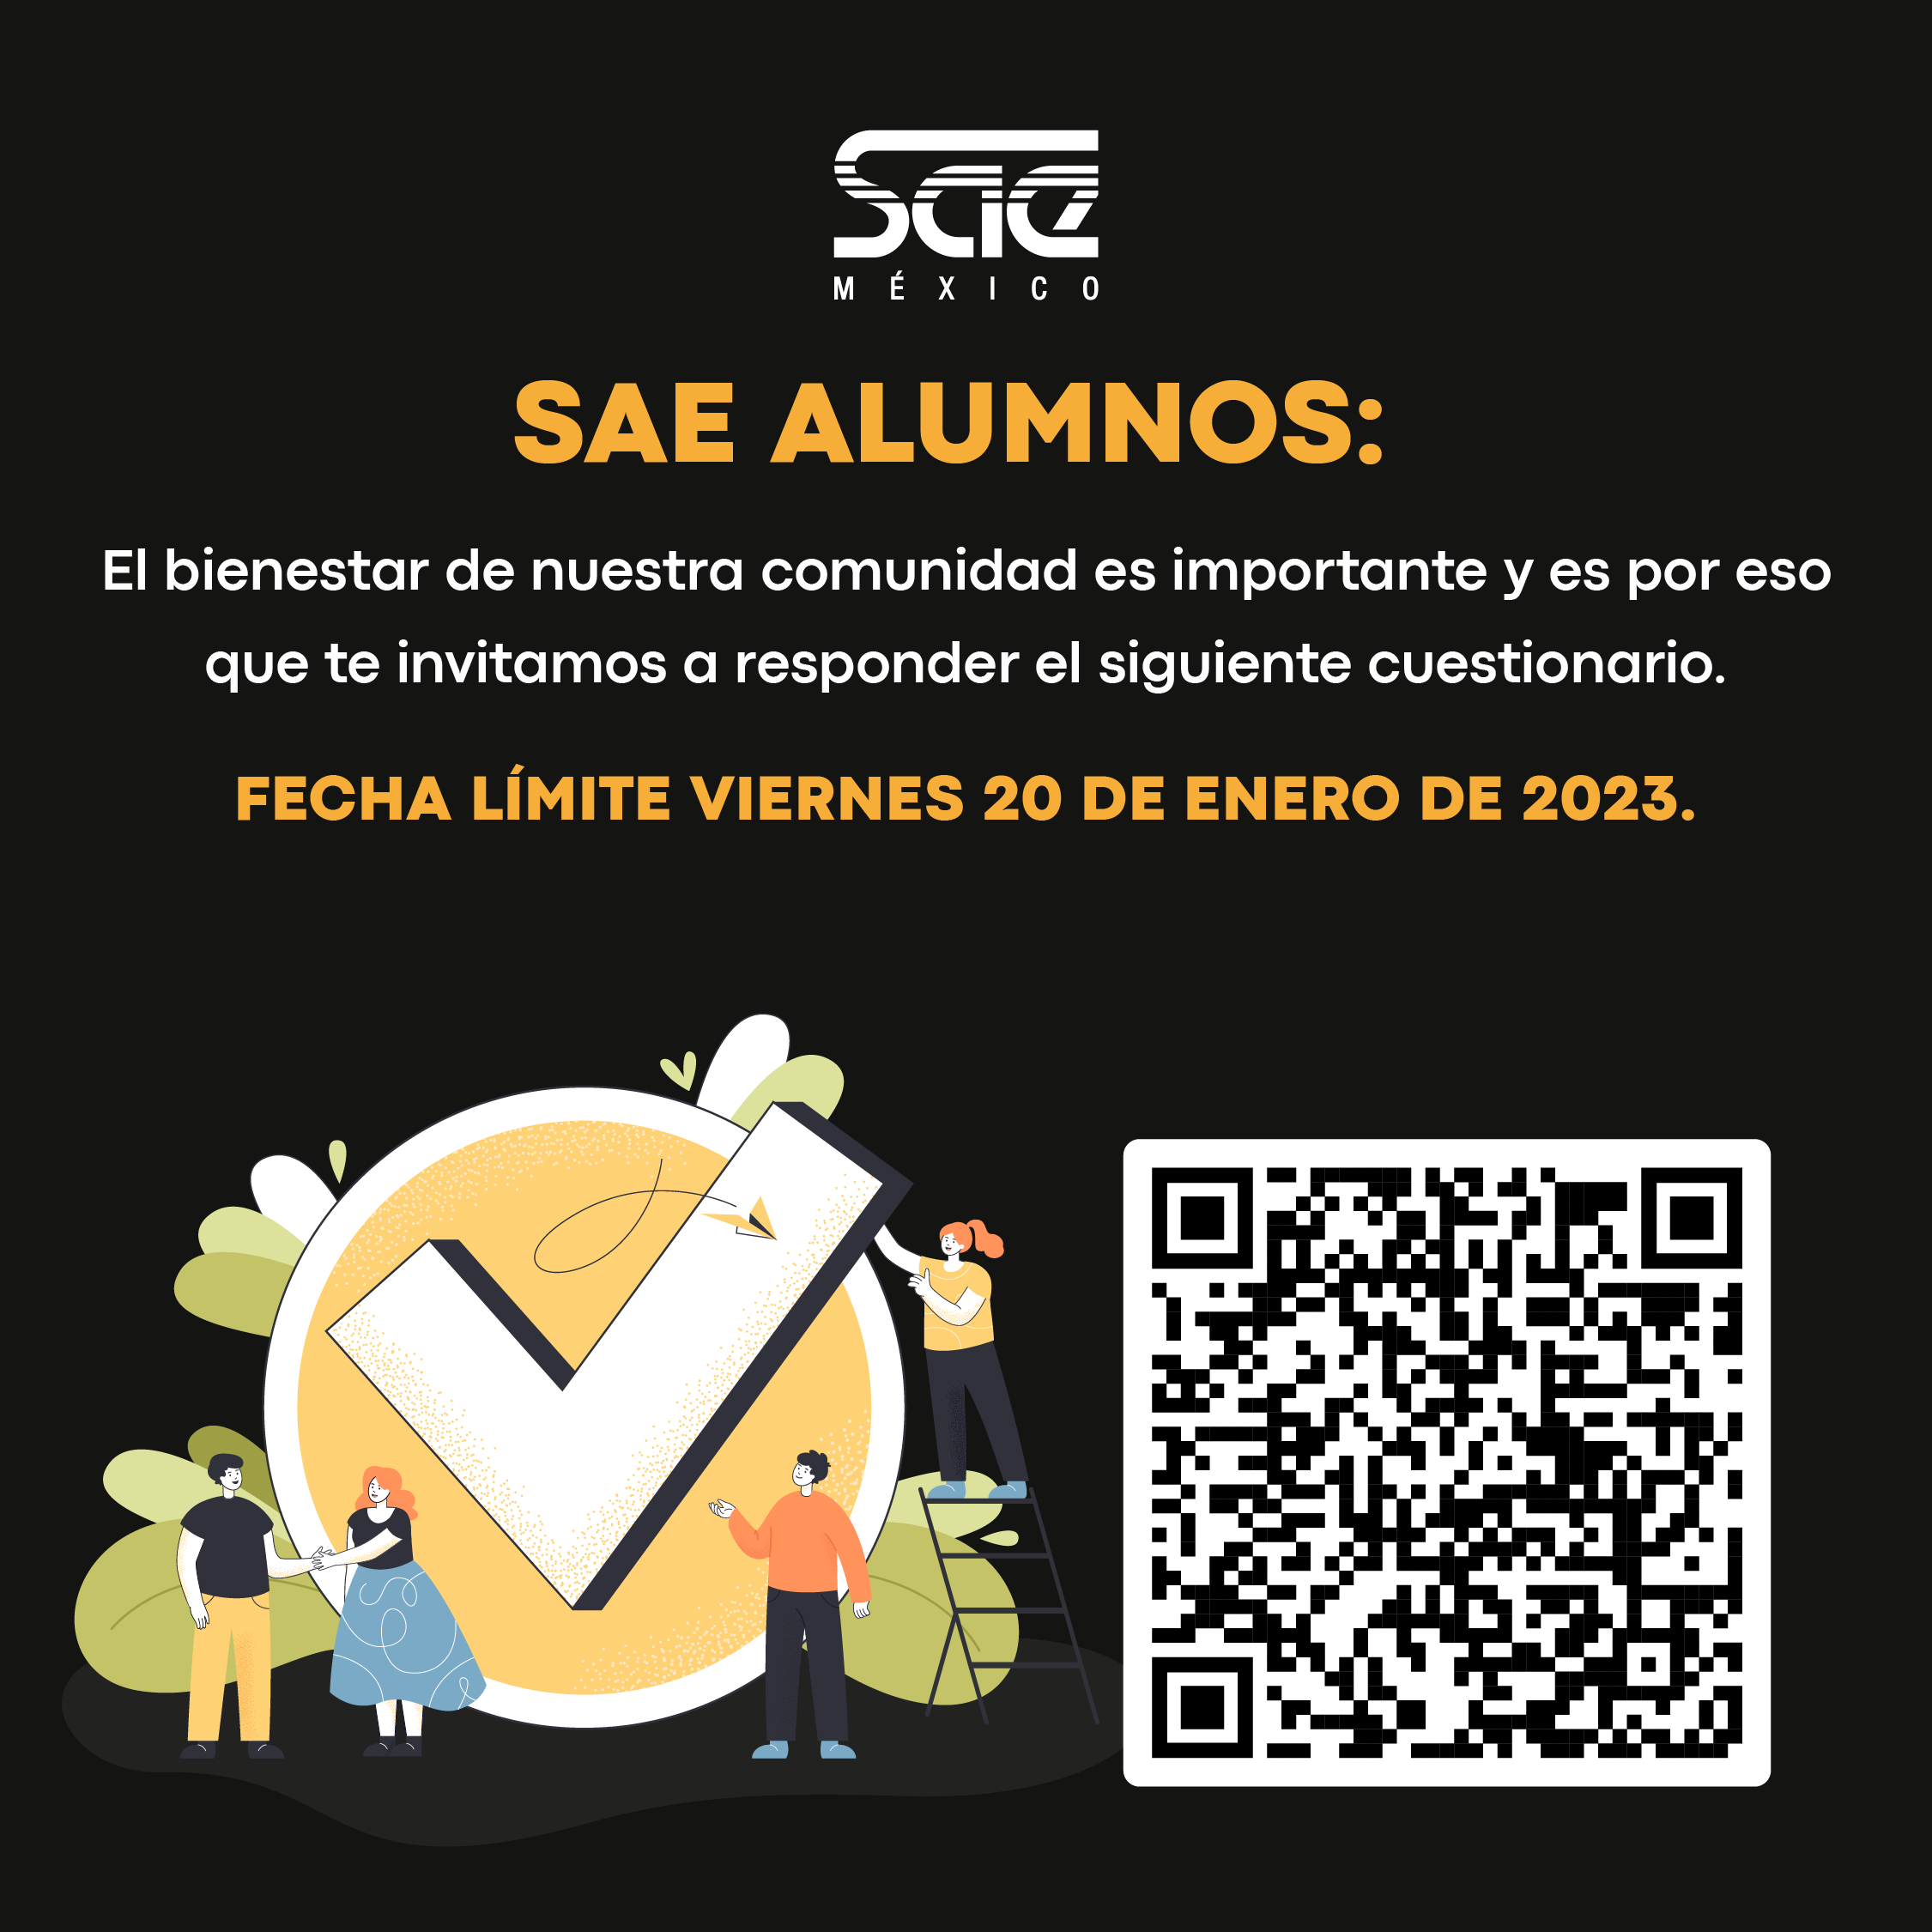 sae
MÉXICO
SAE ALUMNOS:
El bienestar de nuestra comunidad es importante y es por eso
que te invitamos a responder el siguiente cuestionario.
FECHA LÍMITE VIERNES 20 DE ENERO DE 2023.